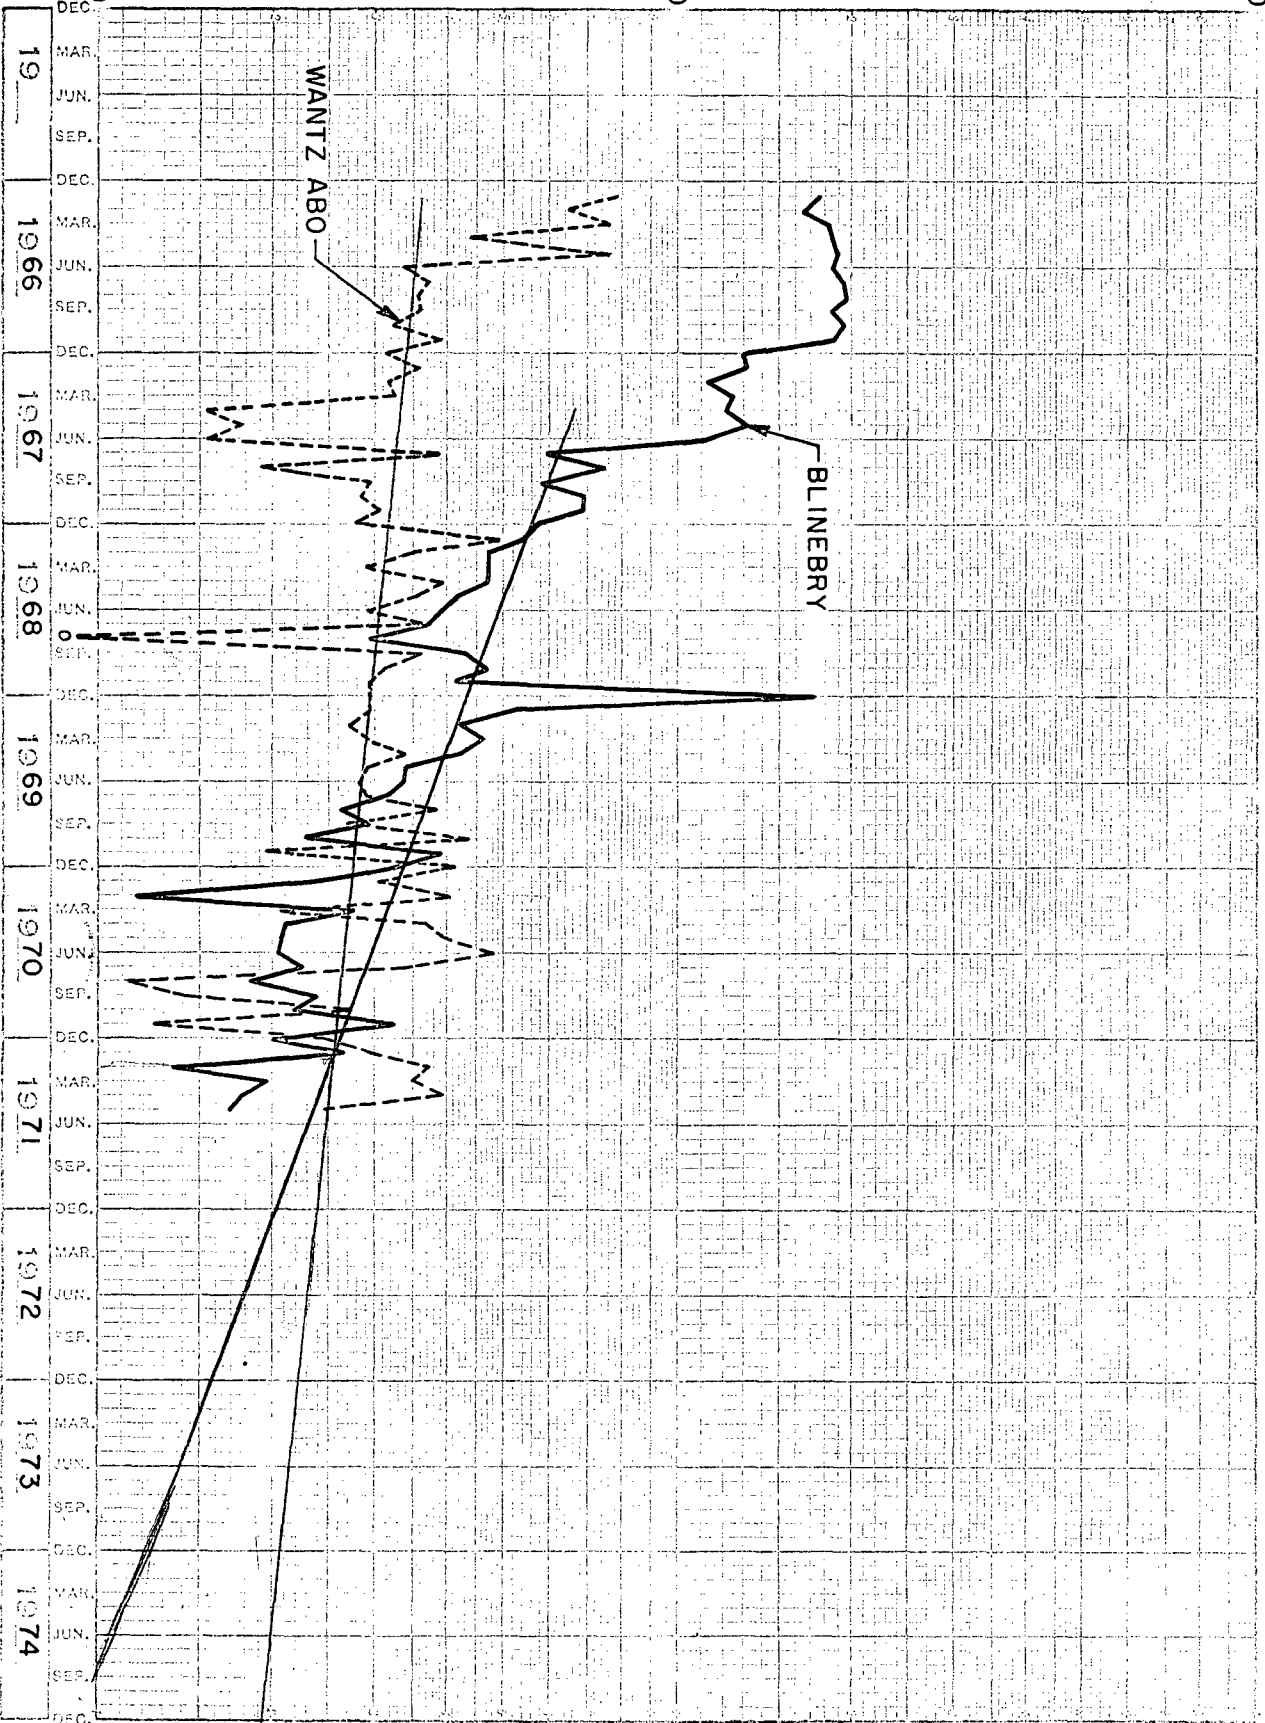 DEC.
MAR.
JUN.
SEP.
DEC.
MAR.
JUN.
SEP.
DEC.
MAR.
JUN.
SEP.
DEC.
MAR.
JUN.
SEP.
DEC.
MAR.
JUN.
SEP.
DEC.
MAR.
JUN.
SEP.
DEC.
MAR.
JUN.
SEP.
DEC.
MAR.
JUN.
SEP.
DEC.
MAR.
JUN.
SEP.
DEC.
MAR.
JUN.
SEP.
DEC.
19
1966
1967
1968
1969
1970
1971
1972
1973
1974
WANTZ ABO
BLINEBRY